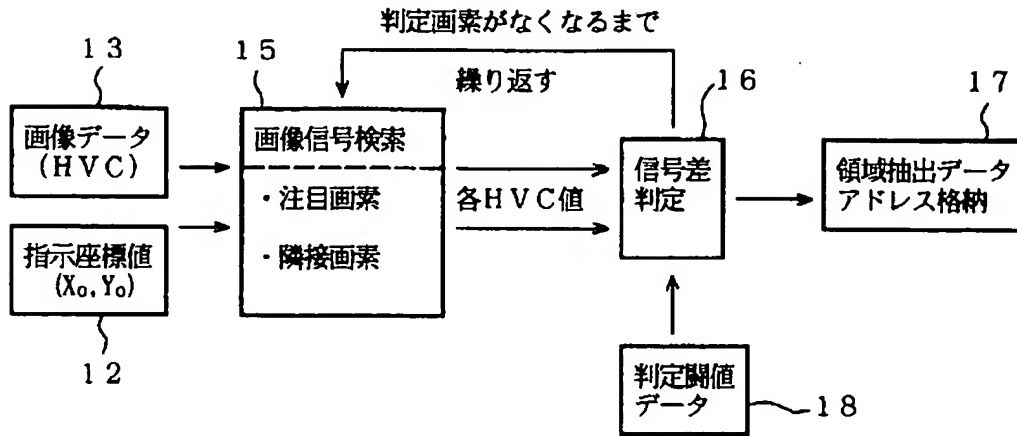 判定画素がなくなるまで
繰り返す
13
15
16
17
画像データ
(HVC)
画像信号検索
・注目画素
・隣接画素
各HVC値
信号差
判定
領域抽出データ
アドレス格納
指示座標値
(X₀,Y₀)
12
判定閾値
データ
18